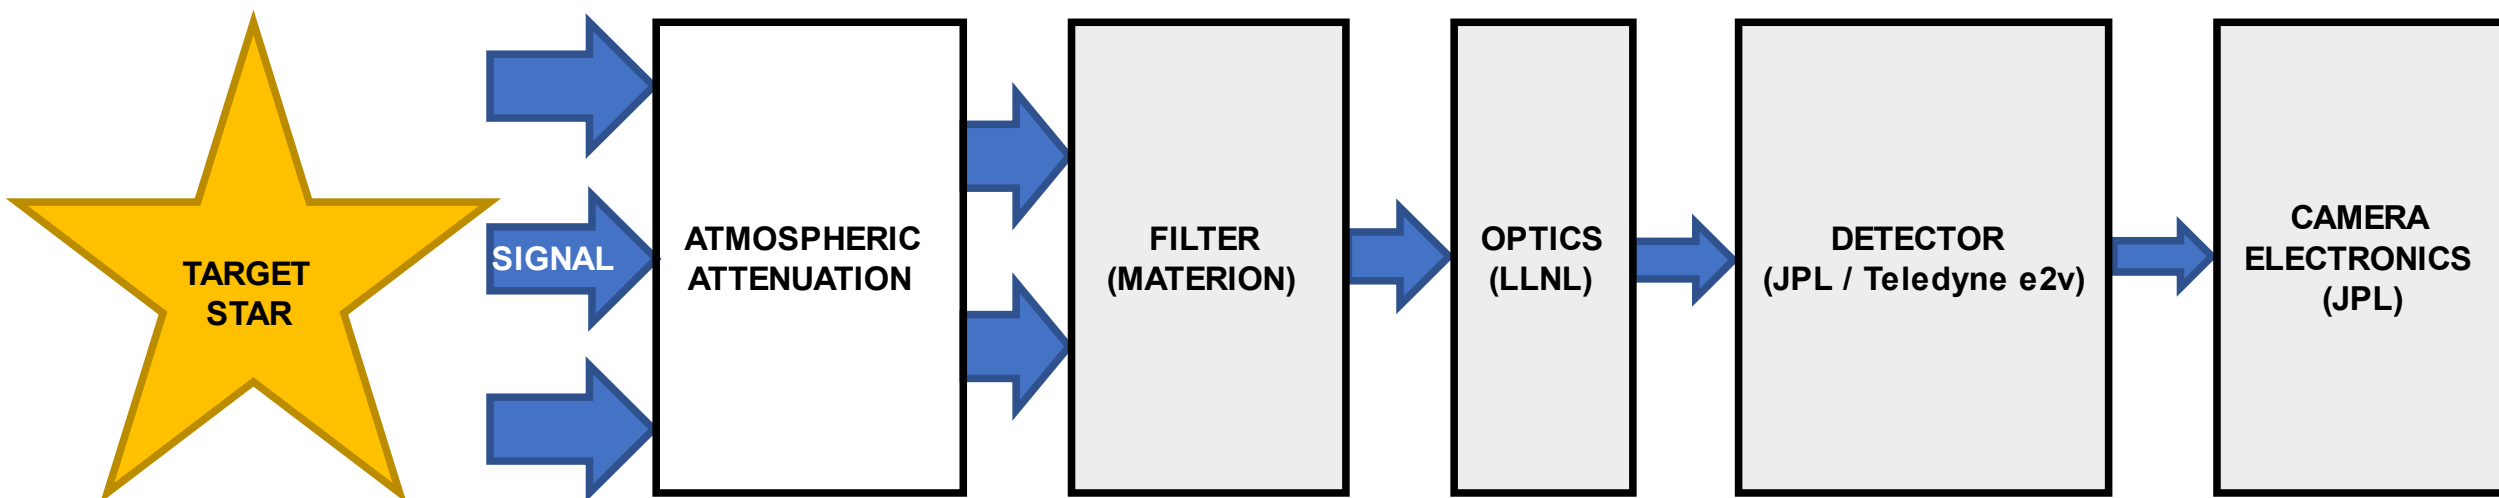 TARGET
STAR
SIGNAL
ATMOSPHERIC
ATTENUATION
FILTER
(MATERION)
OPTICS
(LLNL)
DETECTOR
(JPL / Teledyne e2v)
CAMERA
ELECTRONICS
(JPL)